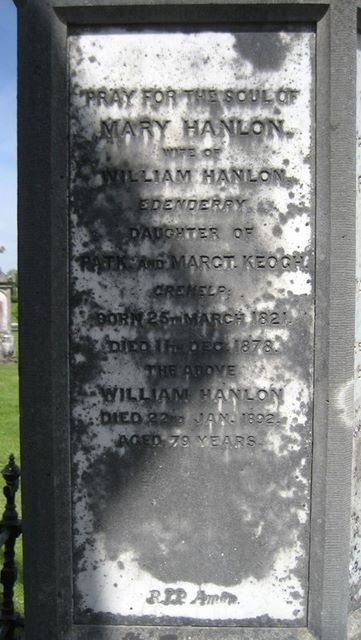 PRAY FOR THE SOUL OF
MARY HANLON
WIFE OF
WILLIAM HANLON
EDENDERRY
DAUGHTER OF
PATK. AND MARGT. KEOGH
BORN 25TH MARCH 1821.
DIED 11TH DEC. 1878.
THE ABOVE
WILLIAM HANLON
DIED 22ND JAN. 1892.
AGED 79 YEARS.
R.I.P. Amen